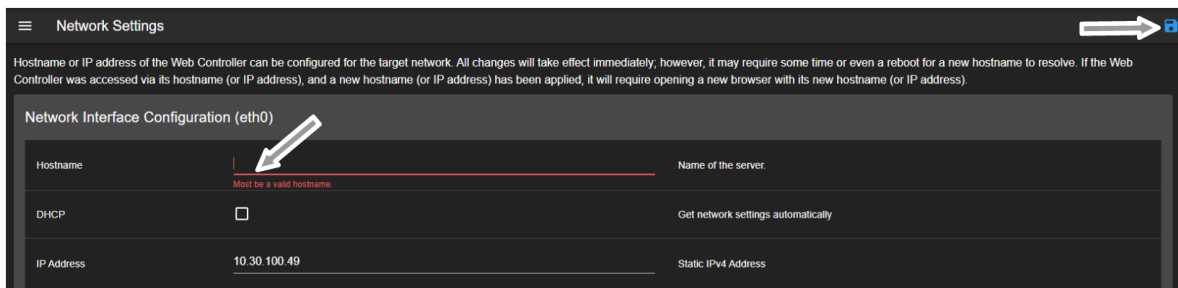 Network Settings
Hostname or IP address of the Web Controller can be configured for the target network. All changes will take effect immediately; however, it may require some time or even a reboot for a new hostname to resolve. If the Web
Controller was accessed via its hostname (or IP address), and a new hostname (or IP address) has been applied, it will require opening a new browser with its new hostname (or IP address).
Network Interface Configuration (eth0)
Hostname
Name of the server.
Most be a valid hostname.
DHCP
Get network settings automatically
IP Address
10.30.100.49
Static IPv4 Address